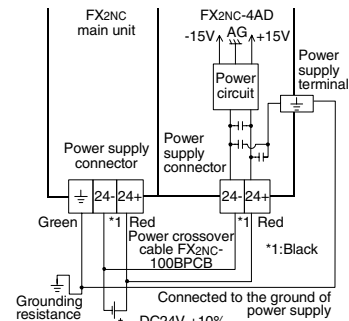 FX2NC
main unit
FX2NC-4AD
-15V AG +15V
Power
circuit
Power
supply
terminal
Power supply
connector
Power
supply
connector
24- 24+
24- 24+
Green *1 Red
*1 Red
Power crossover
cable FX2NC-
100BPCB
*1:Black
Grounding
resistance
Connected to the ground of
power supply
DC24V ±10%